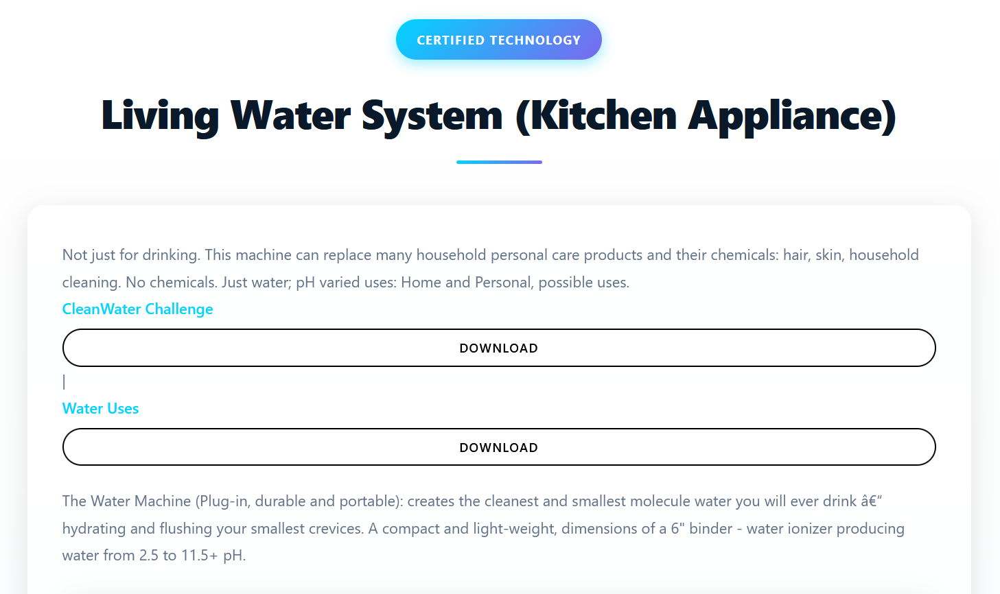 CERTIFIED TECHNOLOGY
Living Water System (Kitchen Appliance)
Not just for drinking. This machine can replace many household personal care products and their chemicals: hair, skin, household
cleaning. No chemicals. Just water; pH varied uses: Home and Personal, possible uses.
CleanWater Challenge
DOWNLOAD
|
Water Uses
DOWNLOAD
The Water Machine (Plug-in, durable and portable): creates the cleanest and smallest molecule water you will ever drink â€“
hydrating and flushing your smallest crevices. A compact and light-weight, dimensions of a 6" binder - water ionizer producing
water from 2.5 to 11.5+ pH.